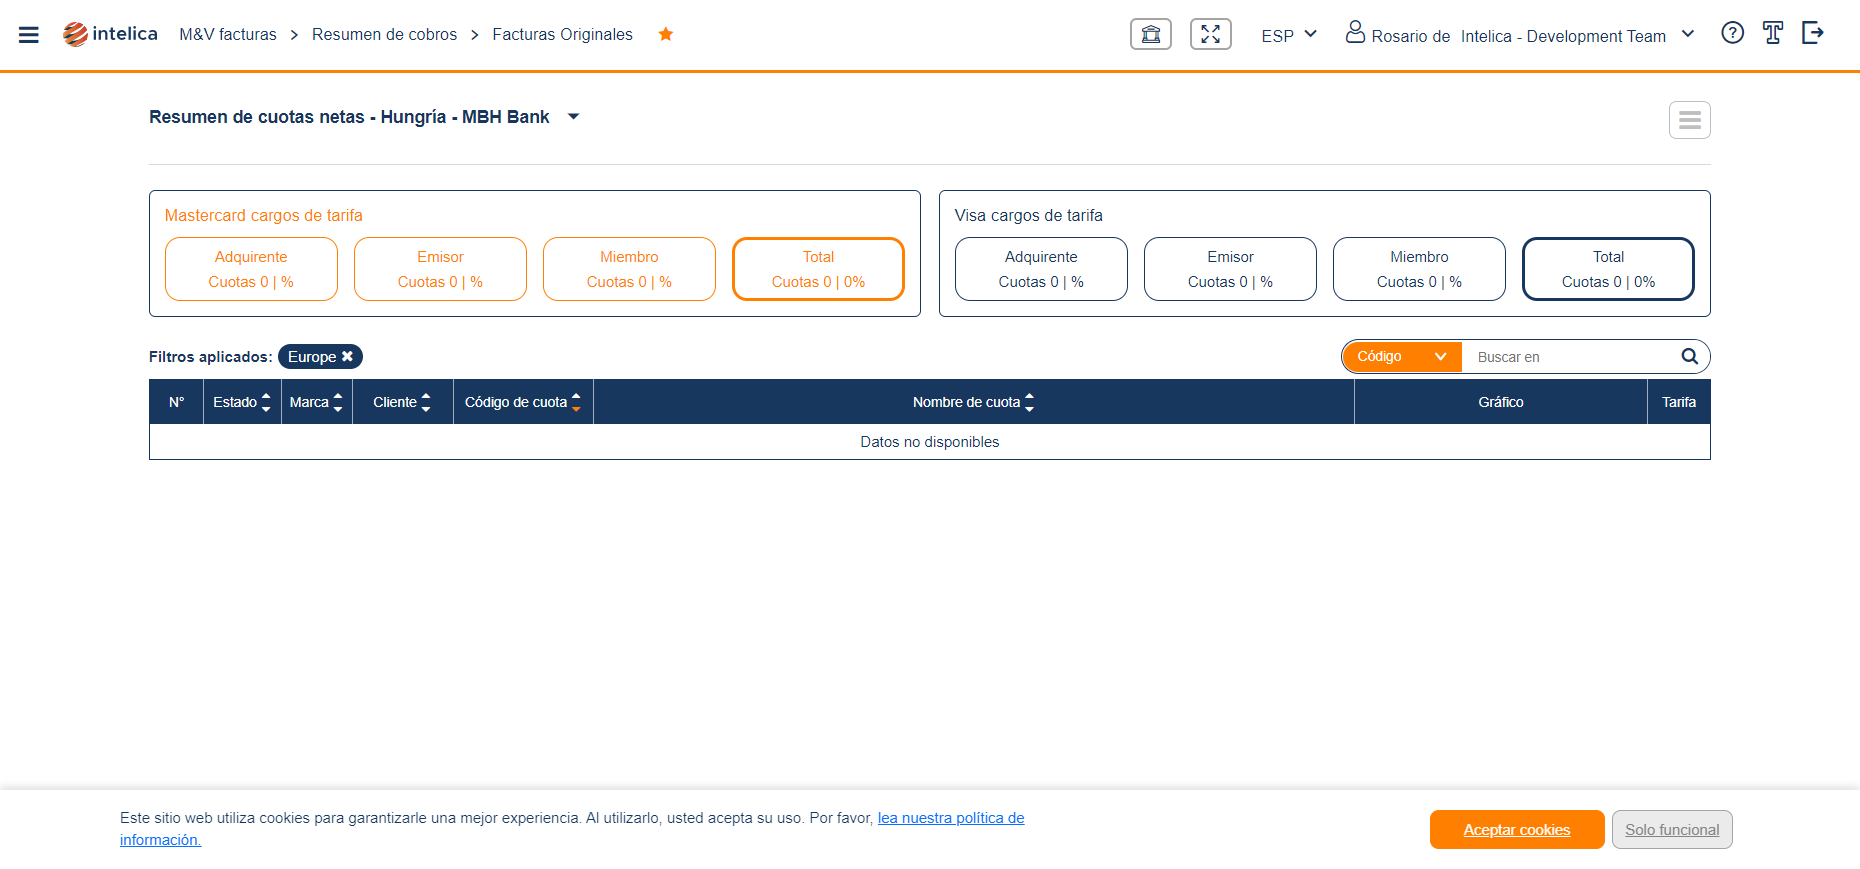 intelica M&V facturas > Resumen de cobros > Facturas Originales ESP Rosario de Intelica - Development Team
Resumen de cuotas netas - Hungría - MBH Bank
Mastercard cargos de tarifa
Adquirente
Cuotas 0 | %
Emisor
Cuotas 0 | %
Miembro
Cuotas 0 | %
Total
Cuotas 0 | 0%
Visa cargos de tarifa
Adquirente
Cuotas 0 | %
Emisor
Cuotas 0 | %
Miembro
Cuotas 0 | %
Total
Cuotas 0 | 0%
Filtros aplicados: Europe
Código Buscar en
N° Estado Marca Cliente Código de cuota Nombre de cuota Gráfico Tarifa
Datos no disponibles
Este sitio web utiliza cookies para garantizarle una mejor experiencia. Al utilizarlo, usted acepta su uso. Por favor, lea nuestra política de
información.
Aceptar cookies
Solo funcional